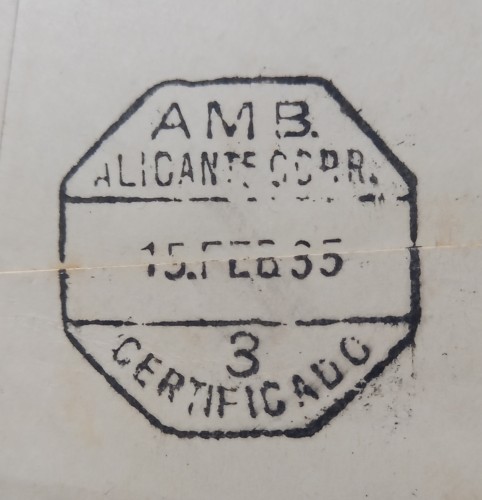 AMB.
ALICANTE CORR.
15.FEB 35
3
CERTIFICADO